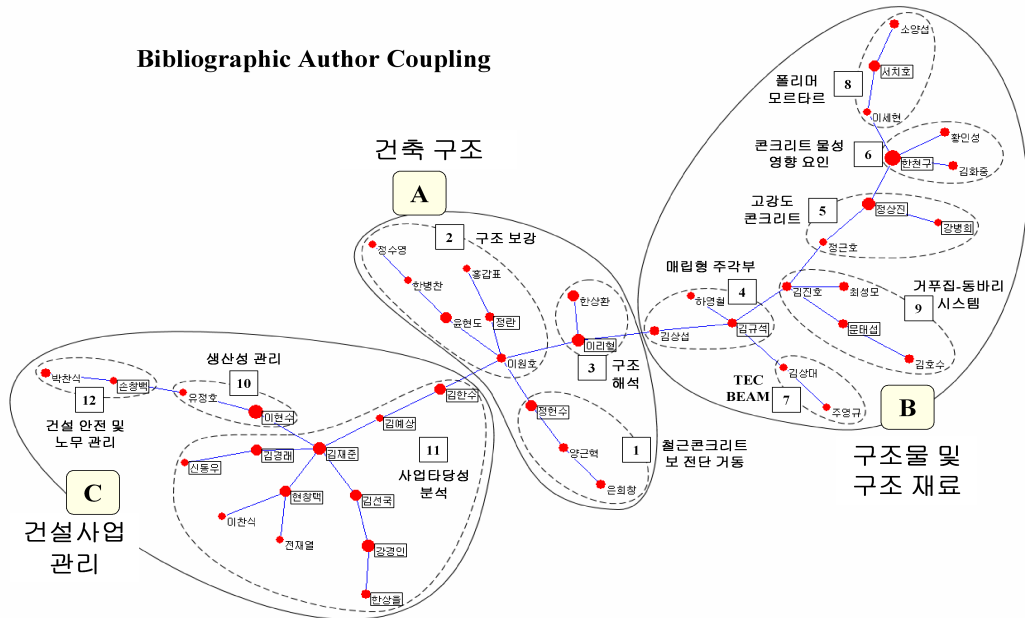 Bibliographic Author Coupling
건축 구조
A
2
구조 보강
정수영
한병찬
홍갑표
윤현도
정란
이원호
한상환
이리형
3
구조
해석
정헌수
양근혁
은희창
1
철근콘크리트
보 전단 거동
소양섭
서치호
이세현
8
폴리머
모르타르
황인성
한천구
김화중
6
콘크리트 물성
영향 요인
정상진
강병희
정근호
5
고강도
콘크리트
매립형 주각부
4
하영철
김규석
김상섭
김진호
최성모
문태섭
김호수
거푸집-동바리
시스템
9
김상대
주영규
TEC
BEAM
7
B
구조물 및
구조 재료
생산성 관리
10
박찬식
손창백
유정호
이현수
12
건설 안전 및
노무 관리
김한수
김예상
김재준
김경래
신동우
현창택
이찬식
전재열
김선국
강경인
한상흘
11
사업타당성
분석
C
건설사업
관리